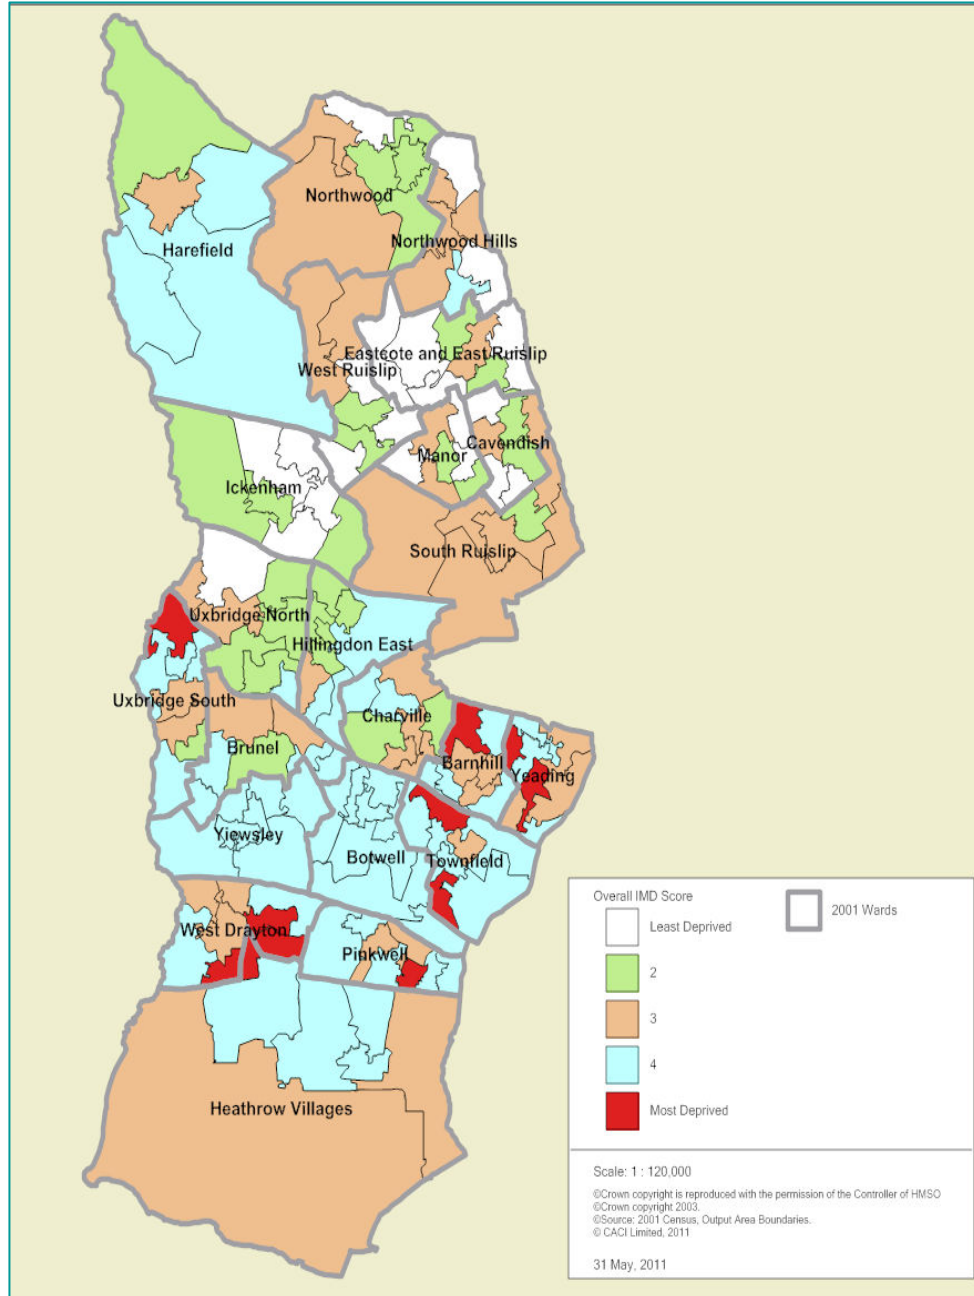 Northwood
Northwood Hills
Harefield
Eastcote and East Ruislip
West Ruislip
Cavendish
Manor
Ickenham
South Ruislip
Uxbridge North
Hillingdon East
Uxbridge South
Charville
Brunel
Barnhill
Yeading
Yiewsley
Botwell
Townfield
West Drayton
Pinkwell
Heathrow Villages
Overall IMD Score
Least Deprived
2
3
4
Most Deprived
2001 Wards
Scale: 1 : 120,000
©Crown copyright is reproduced with the permission of the Controller of HMSO
©Crown copyright 2003.
©Source: 2001 Census, Output Area Boundaries.
© CACI Limited, 2011
31 May, 2011